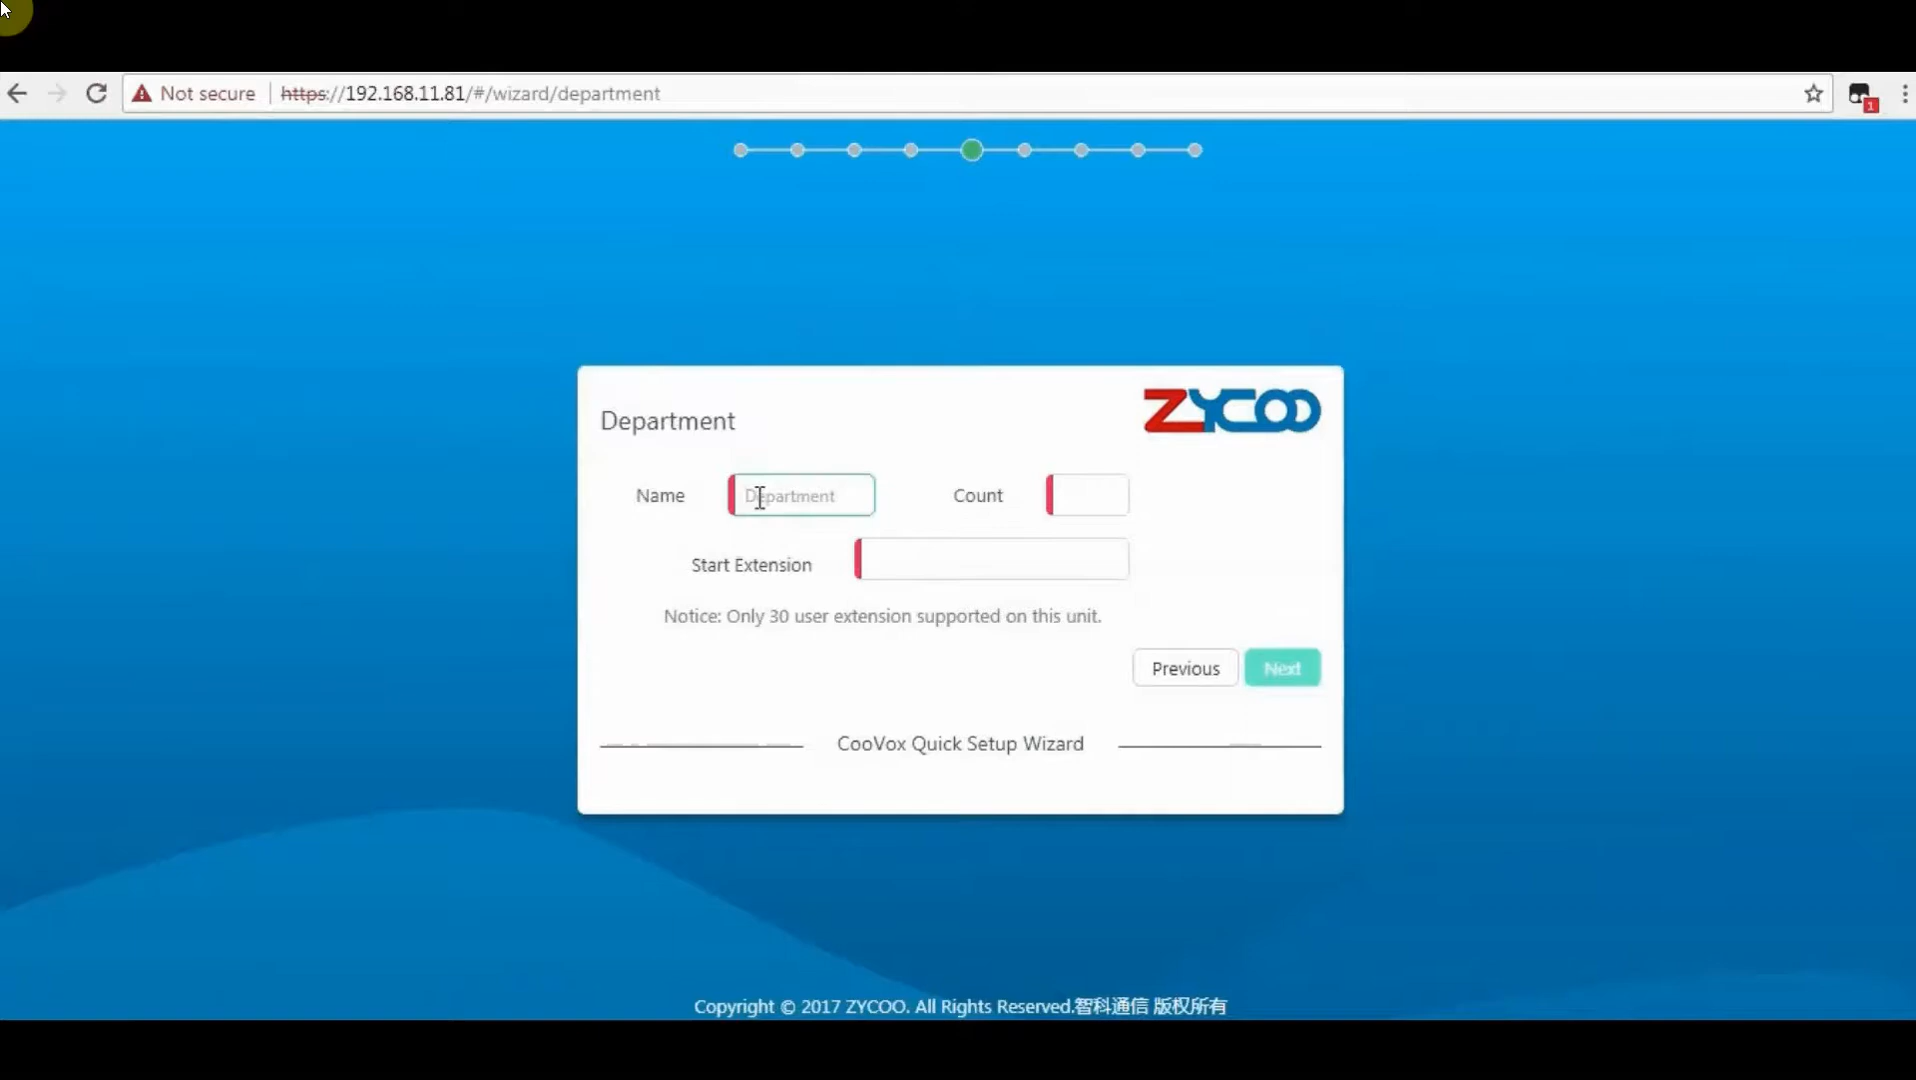 Not secure https://192.168.11.81/#/wizard/department
1
ZYCOO
Department
Name Department Count
Start Extension
Notice: Only 30 user extension supported on this unit.
Previous Next
CooVox Quick Setup Wizard
Copyright © 2017 ZYCOO. All Rights Reserved.智科通信 版权所有